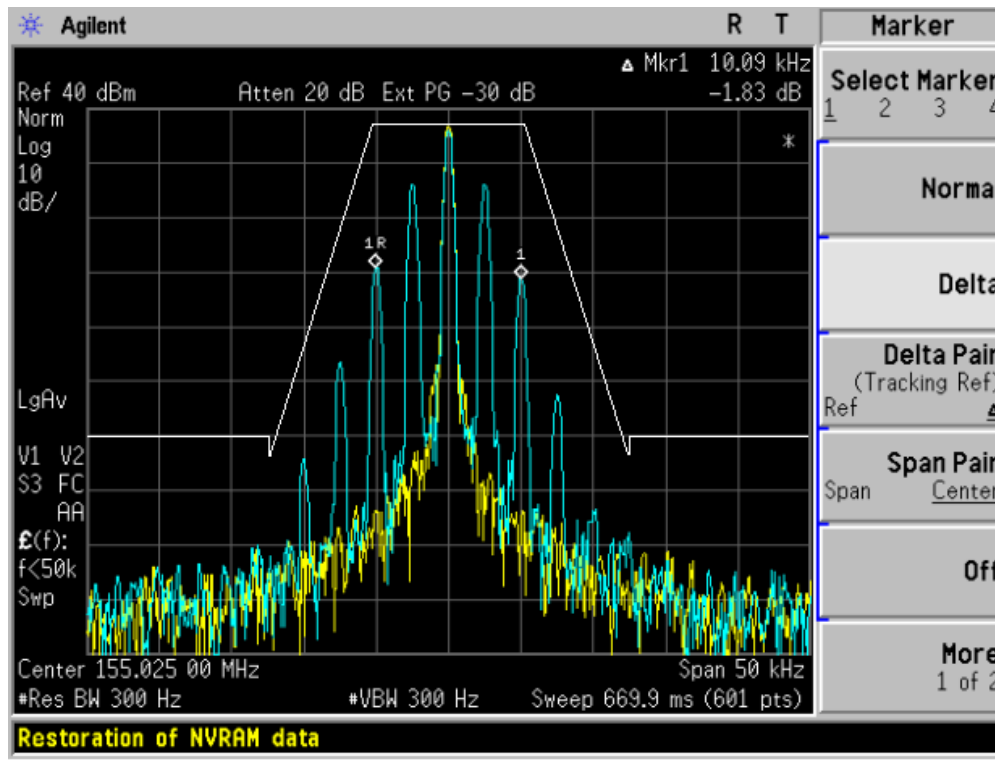 Agilent R T Marker
Δ Mkr1 10.09 kHz
Ref 40 dBm Atten 20 dB Ext PG -30 dB -1.83 dB
Norm
Log
10
dB/
1R
1
*
LgAv
V1 V2
S3 FC
AA
£(f):
f<50k
Swp
Center 155.025 00 MHz Span 50 kHz
#Res BW 300 Hz #VBW 300 Hz Sweep 669.9 ms (601 pts)
Restoration of NVRAM data
Select Marker
1 2 3 4
Norma
Delta
Delta Pair
(Tracking Ref)
Ref Δ
Span Pair
Span Center
Off
More
1 of 2